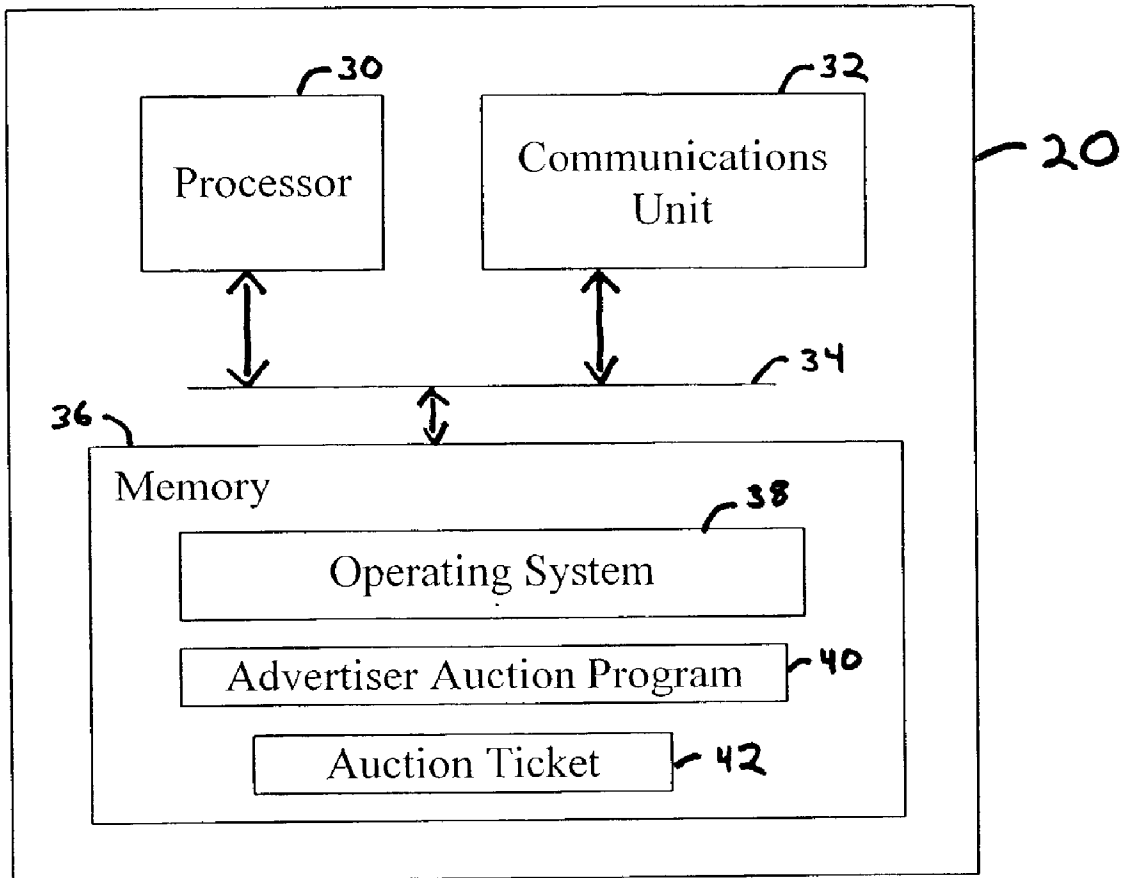 30
32
Processor
Communications
Unit
20
34
36
Memory
38
Operating System
Advertiser Auction Program
40
Auction Ticket
42